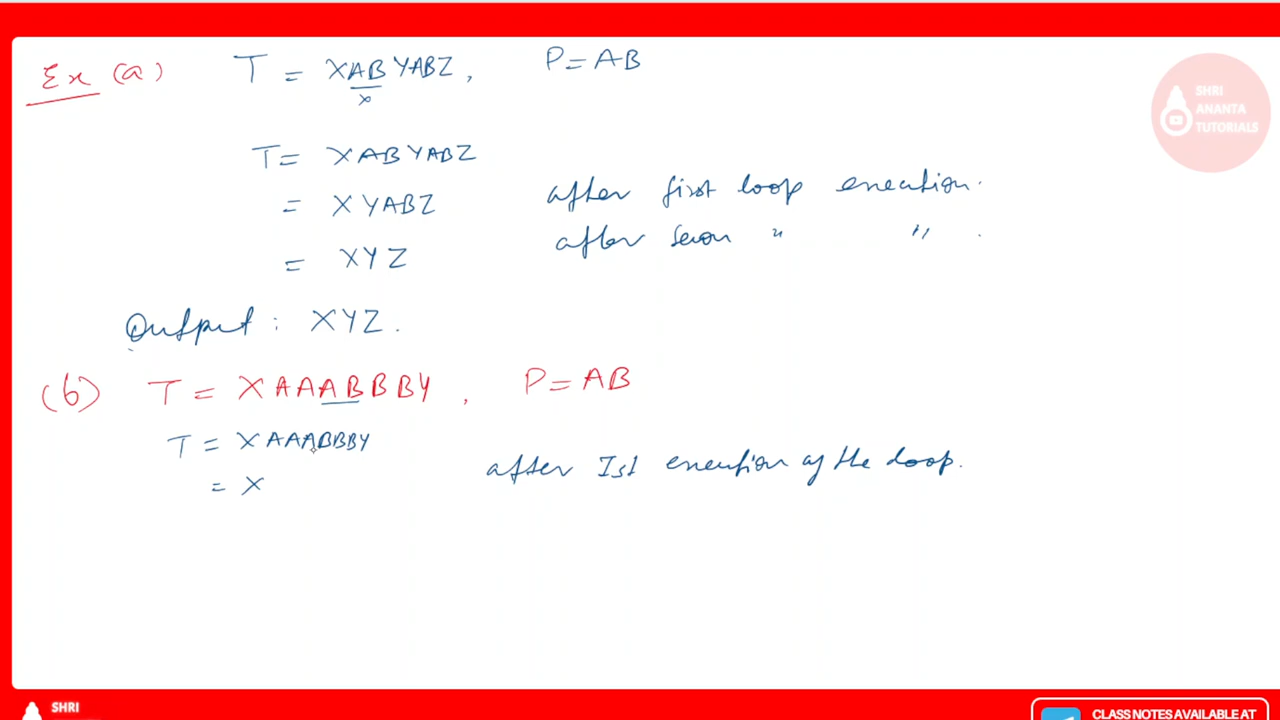 Ex (a) T = XABYABZ, P = AB
x
T = XABYABZ
= XYABZ after first loop execution.
= XYZ after secon " " .
Output : XYZ.
(b) T = XAAABBBY, P = AB
T = XAAABBBY
= X after Ist execution of the loop.
SHRI
ANANTA
TUTORIALS
SHRI
CLASS NOTES AVAILABLE AT